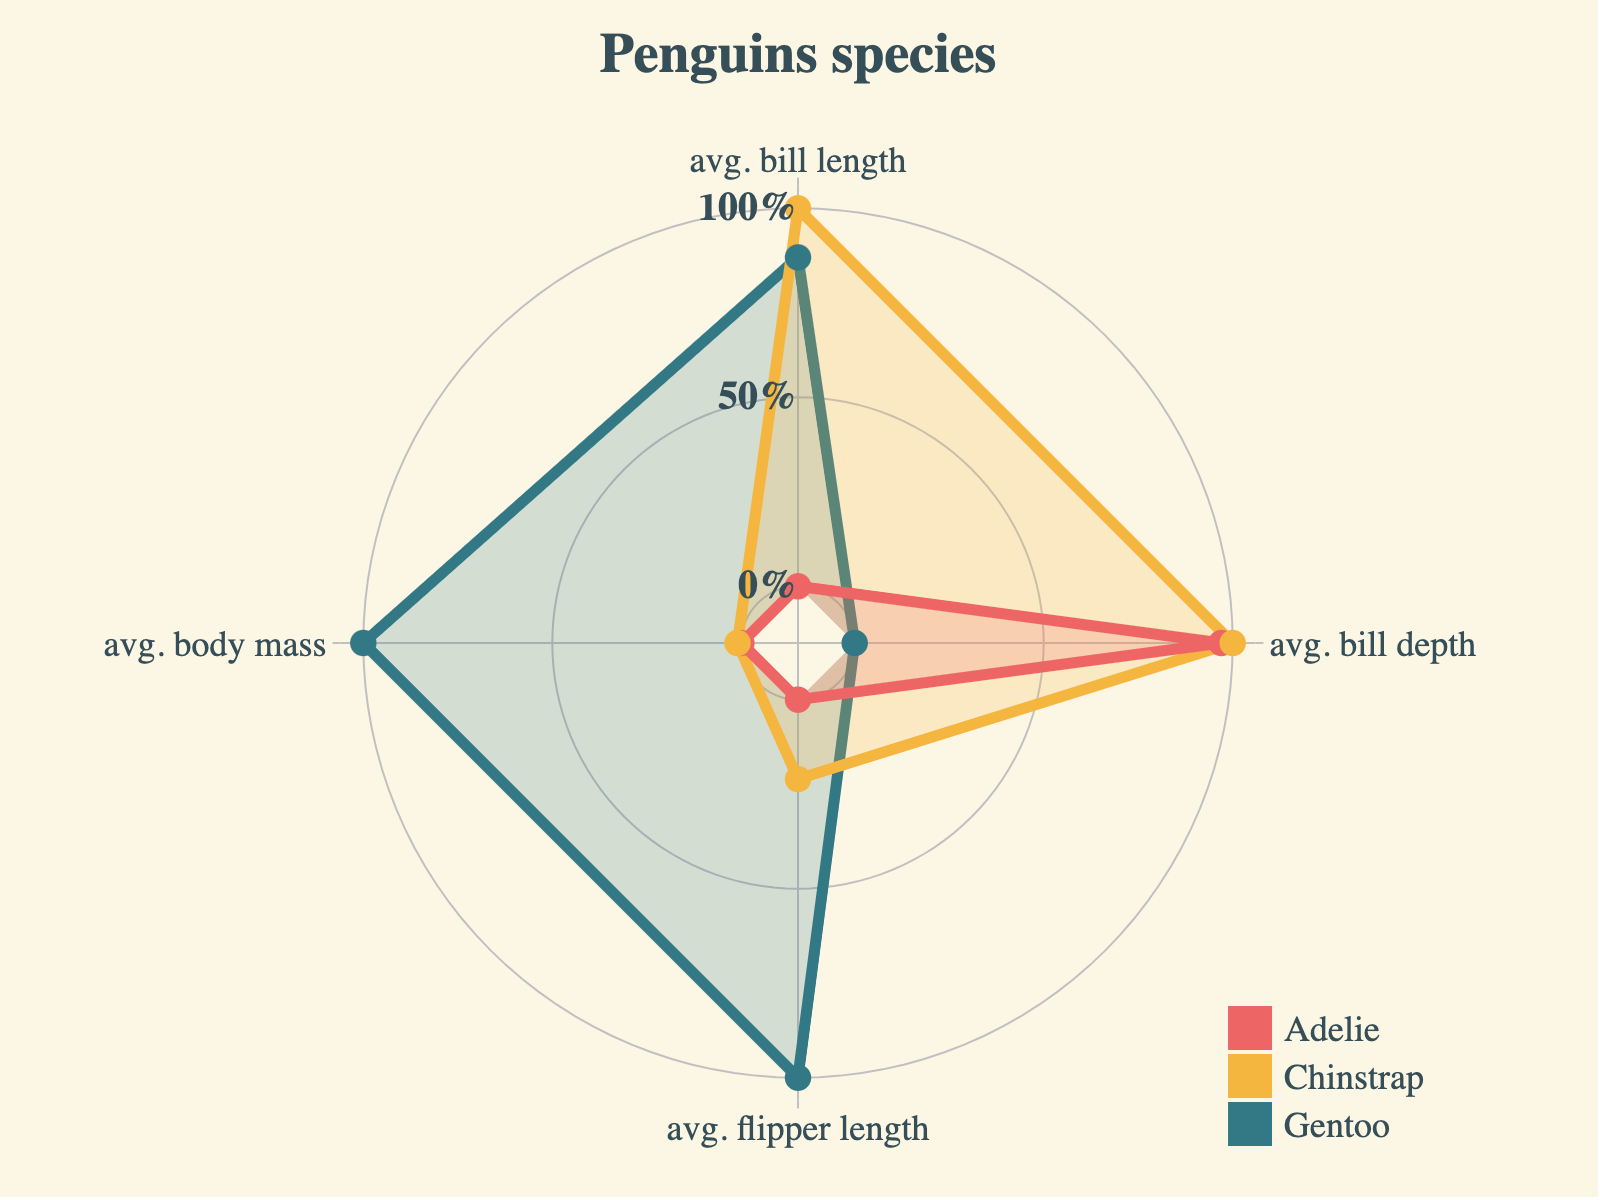 Penguins species
avg. bill length
100%
50%
0%
avg. body mass
avg. bill depth
avg. flipper length
Adelie
Chinstrap
Gentoo